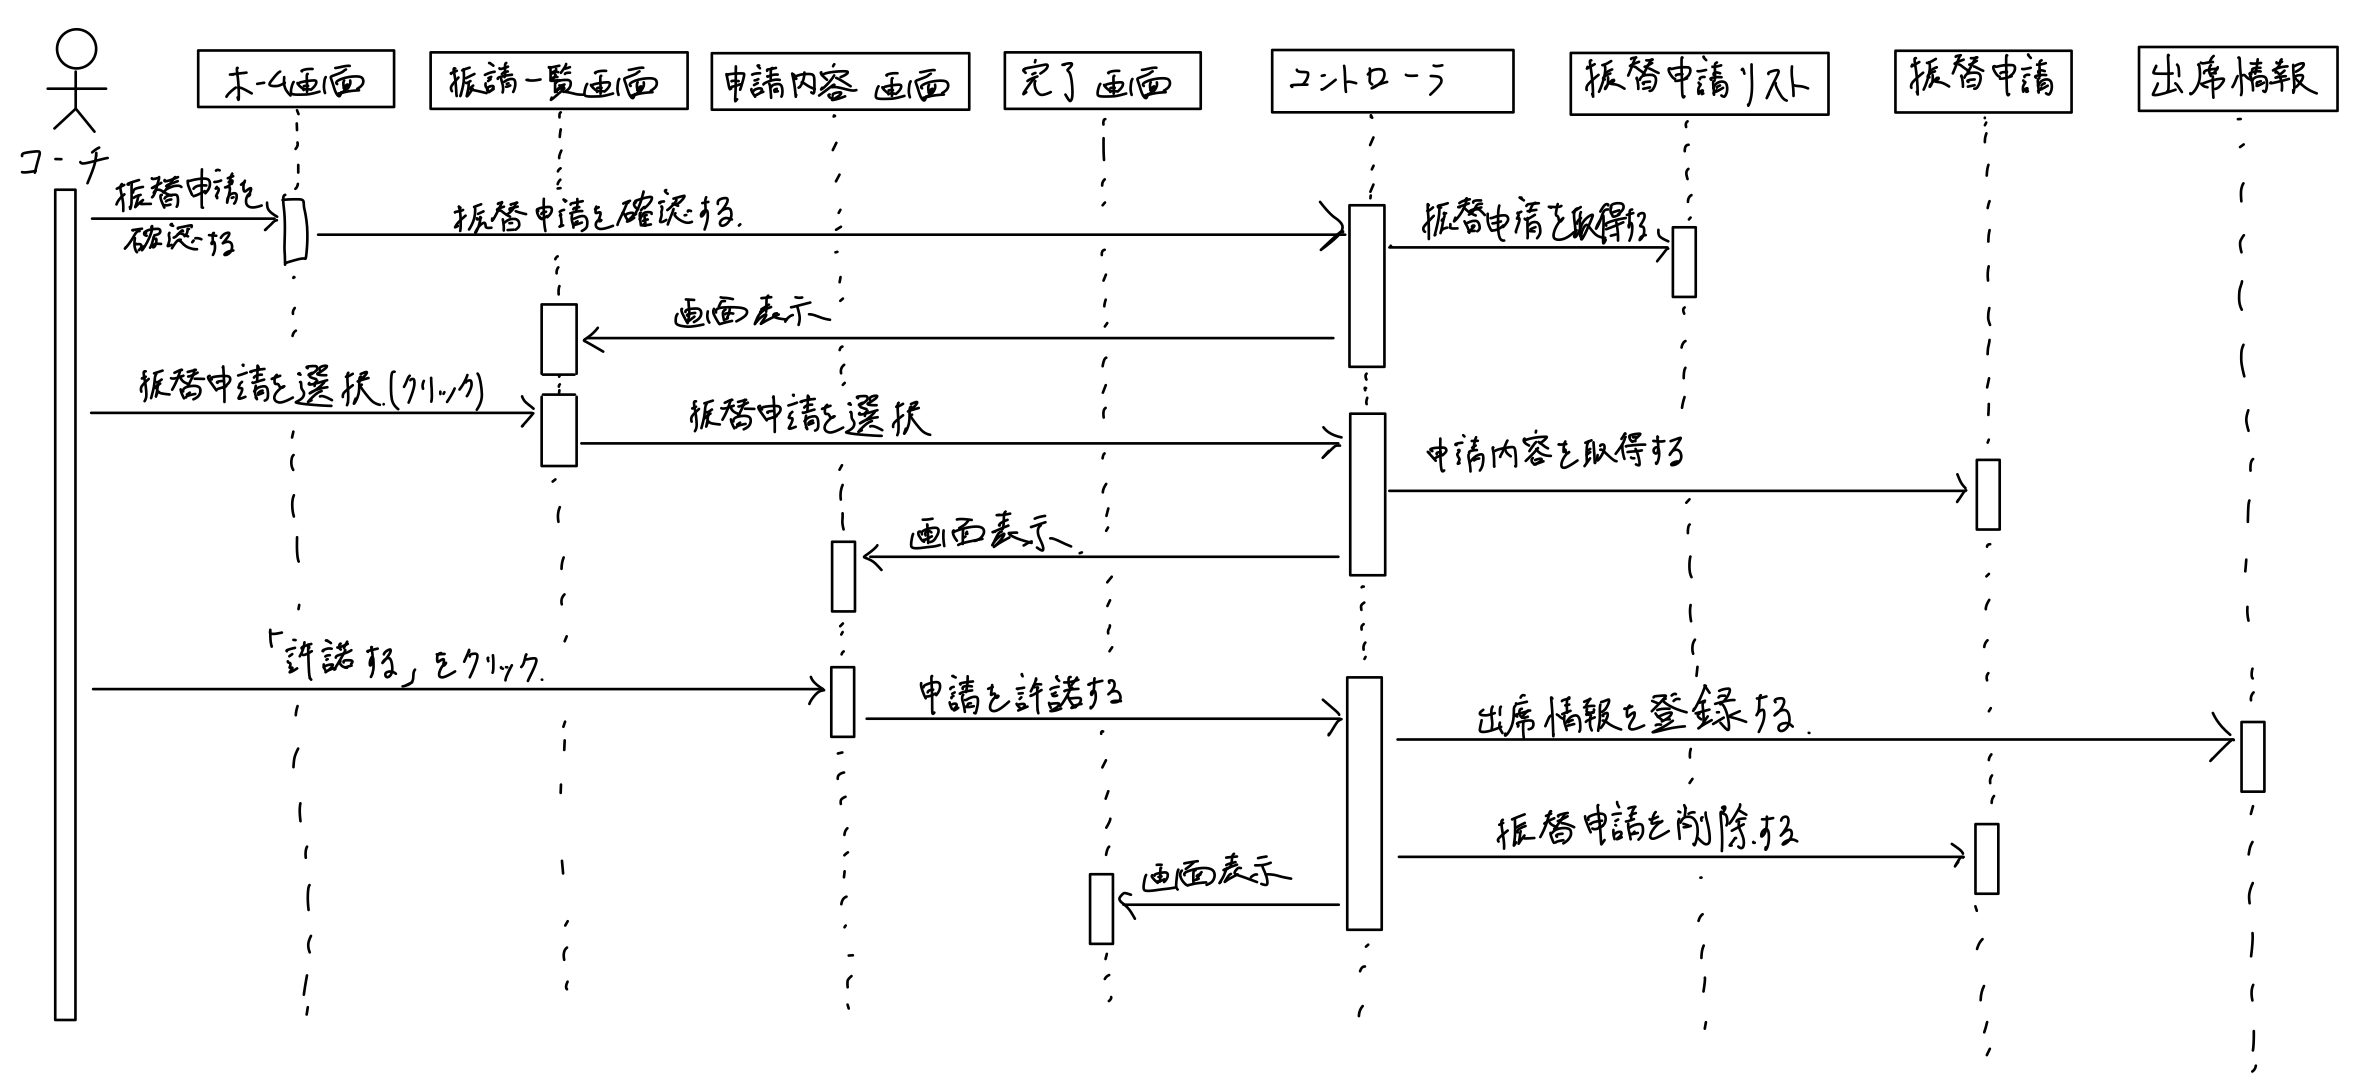 ホーム画面
振請一覧画面
申請内容画面
完了画面
コントローラ
振替申請リスト
振替申請
出席情報
コーチ
振替申請を
確認する
振替申請を確認する.
振替申請を取得する
画面表示
振替申請を選択(クリック)
振替申請を選択
申請内容を取得する
画面表示
「許諾する」をクリック.
申請を許諾する
出席情報を登録する.
振替申請を削除する
画面表示